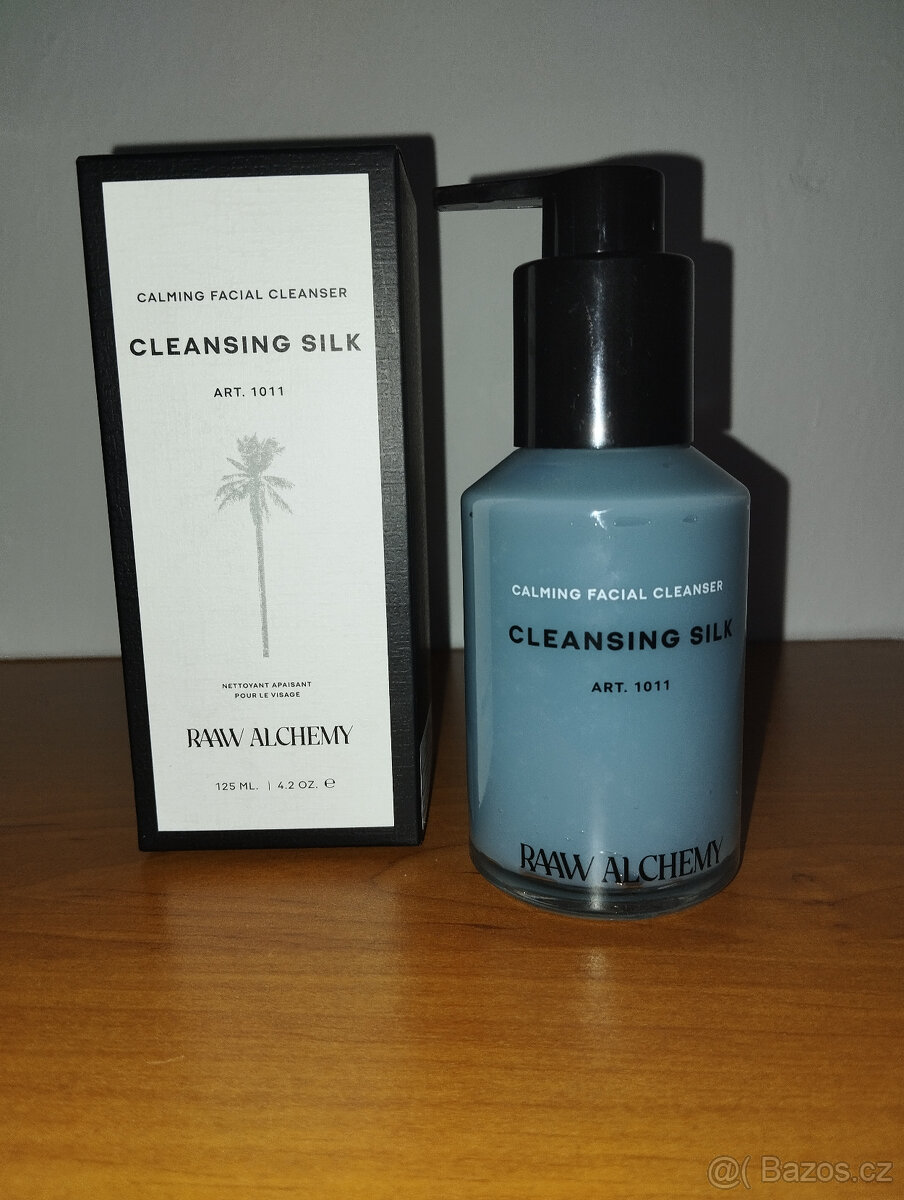 CALMING FACIAL CLEANSER
CLEANSING SILK
ART. 1011
NETTOYANT APAISANT
POUR LE VISAGE
RAAW ALCHEMY
125 ML. | 4.2 OZ. ℮
CALMING FACIAL CLEANSER
CLEANSING SILK
ART. 1011
RAAW ALCHEMY
@( Bazos.cz